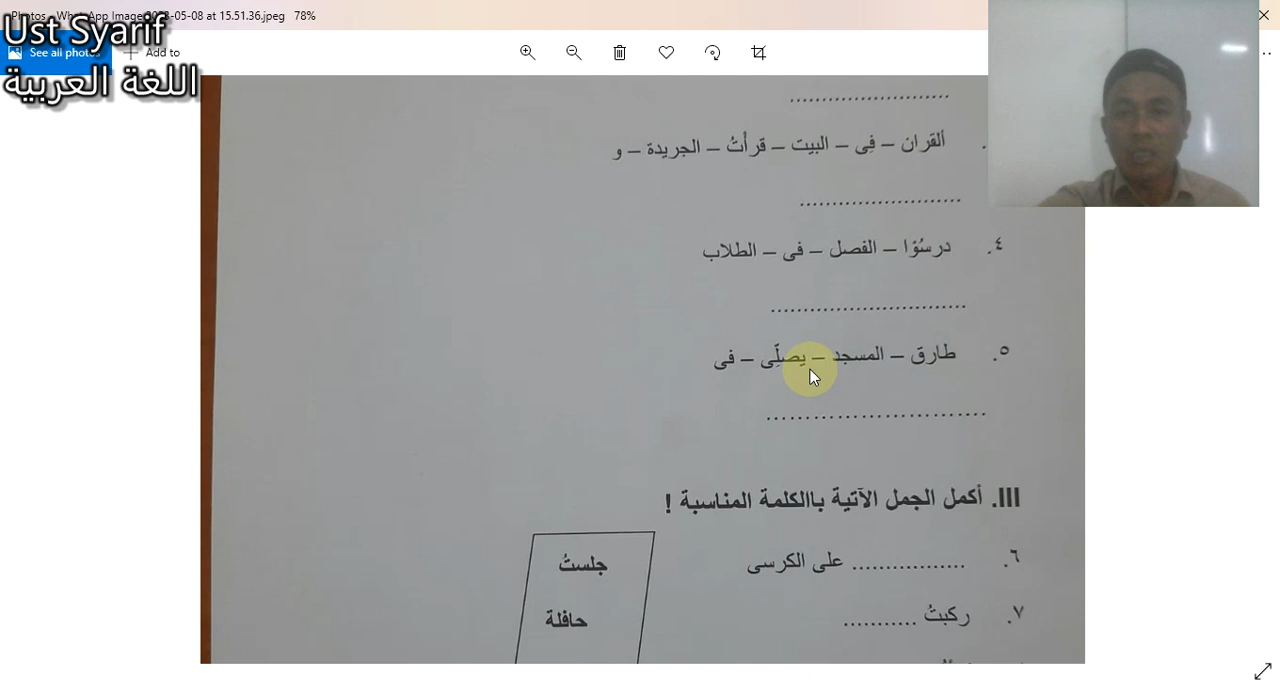 Photos - WhatsApp Image 2023-05-08 at 15.51.36.jpeg 78%
Ust Syarif
اللغة العربية
See all photos
Add to
..........................
. ألقران – فِى – البيت – قرأْتُ – الجريدة – و
..........................
٤. درسُوْا – الفصل – فى – الطلاب
..............................
٥. طارق – المسجد – يصلِّى – فى
............................
III. أكمل الجمل الآتية باالكلمة المناسبة !
٦. ................. على الكرسى
جلستُ
٧. ركبتُ ...........
حافلة